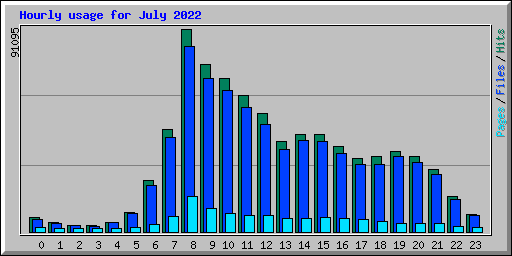 Hourly usage for July 2022
91095
Pages/Files/Hits
0 1 2 3 4 5 6 7 8 9 10 11 12 13 14 15 16 17 18 19 20 21 22 23